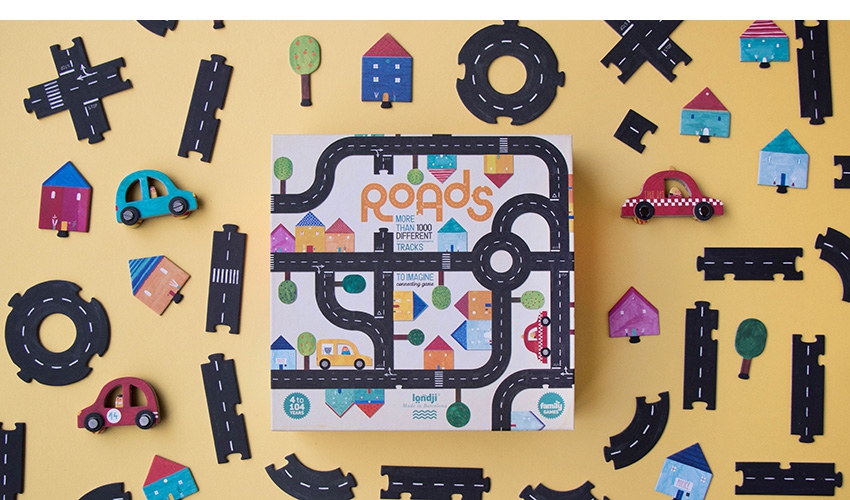 ROADS
MORE
THAN 1000
DIFFERENT
TRACKS
TO IMAGINE
connecting game
4 to
104
YEARS
londji
Made in Barcelona
family
GAMES